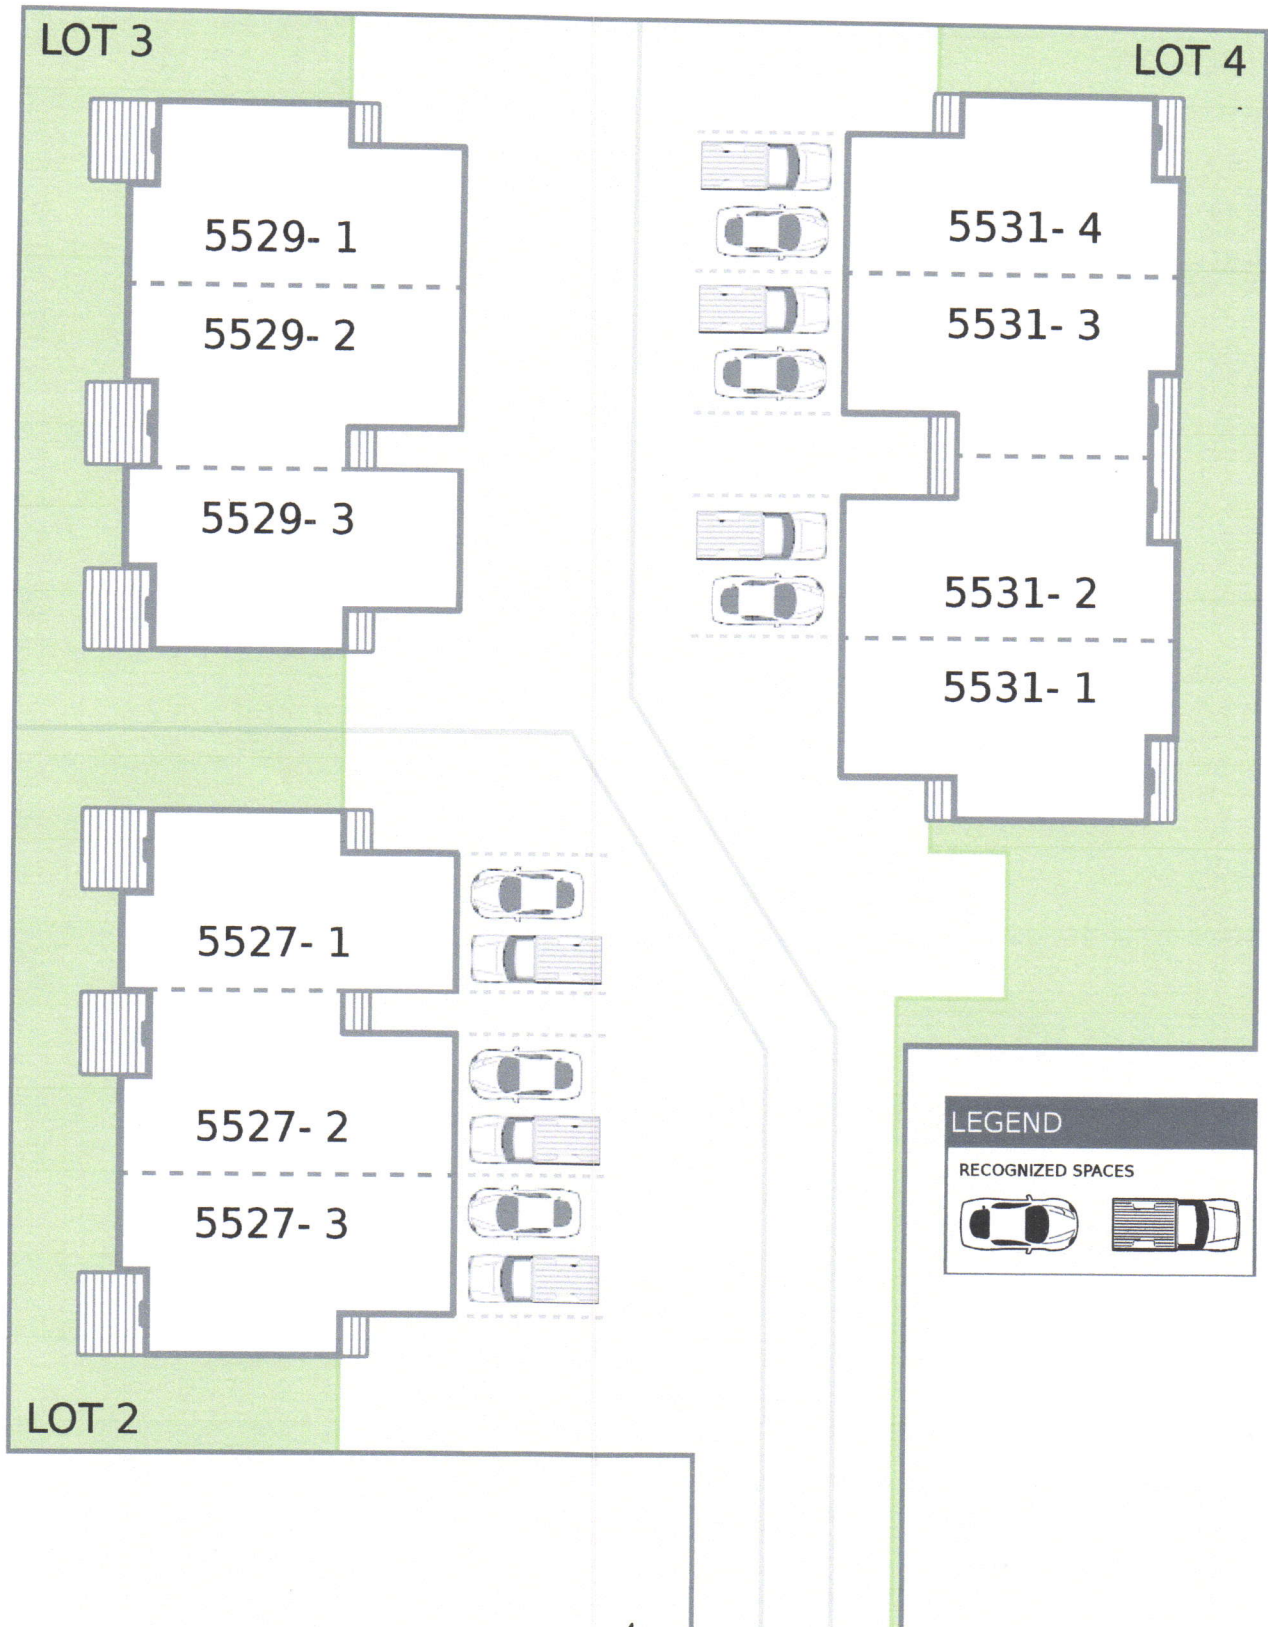 LOT 3
LOT 4
5529- 1
5531- 4
5529- 2
5531- 3
5529- 3
5531- 2
5531- 1
5527- 1
5527- 2
5527- 3
LEGEND
RECOGNIZED SPACES
LOT 2